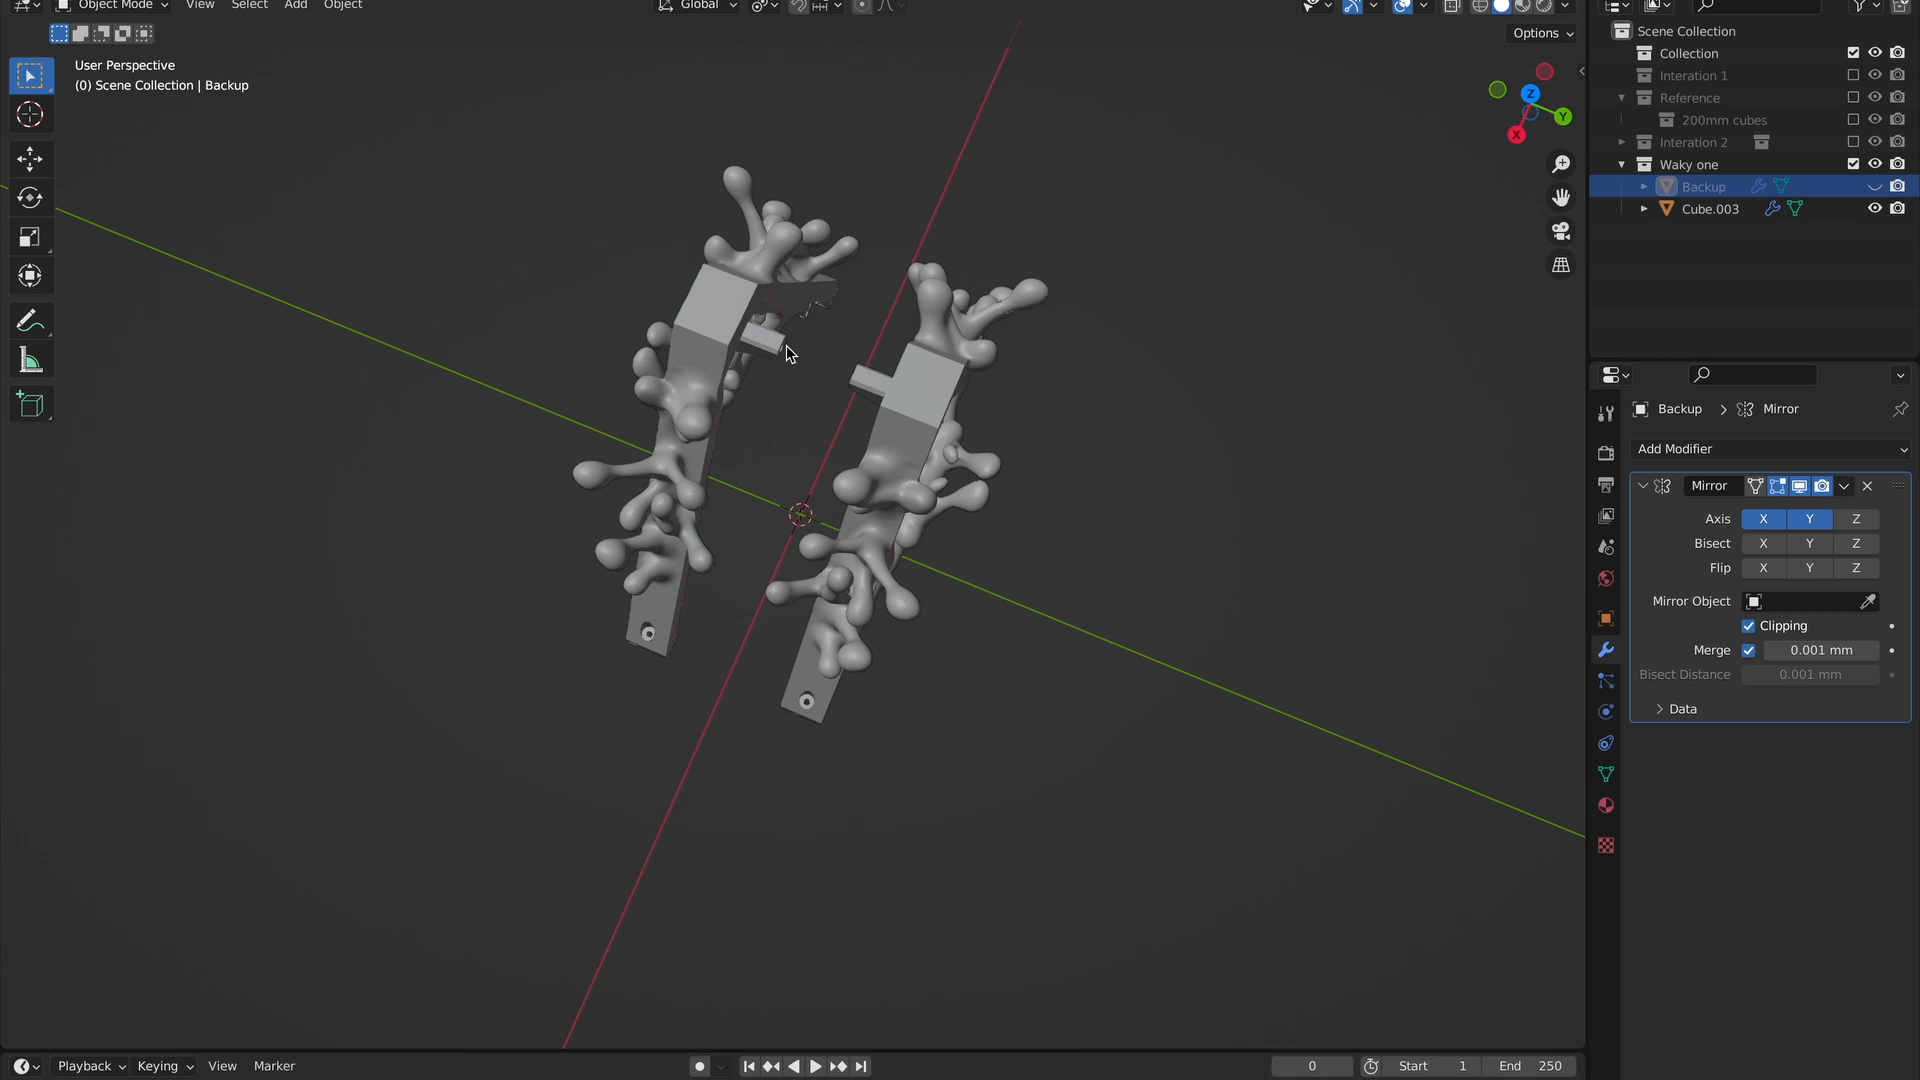 Object Mode View Select Add Object Global
Options
User Perspective
(0) Scene Collection | Backup
Z
Y
X
Scene Collection
Collection
Interation 1
Reference
200mm cubes
Interation 2
Waky one
Backup
Cube.003
Backup > Mirror
Add Modifier
Mirror
Axis X Y Z
Bisect X Y Z
Flip X Y Z
Mirror Object
Clipping
Merge 0.001 mm
Bisect Distance 0.001 mm
Data
Playback Keying View Marker 0 Start 1 End 250